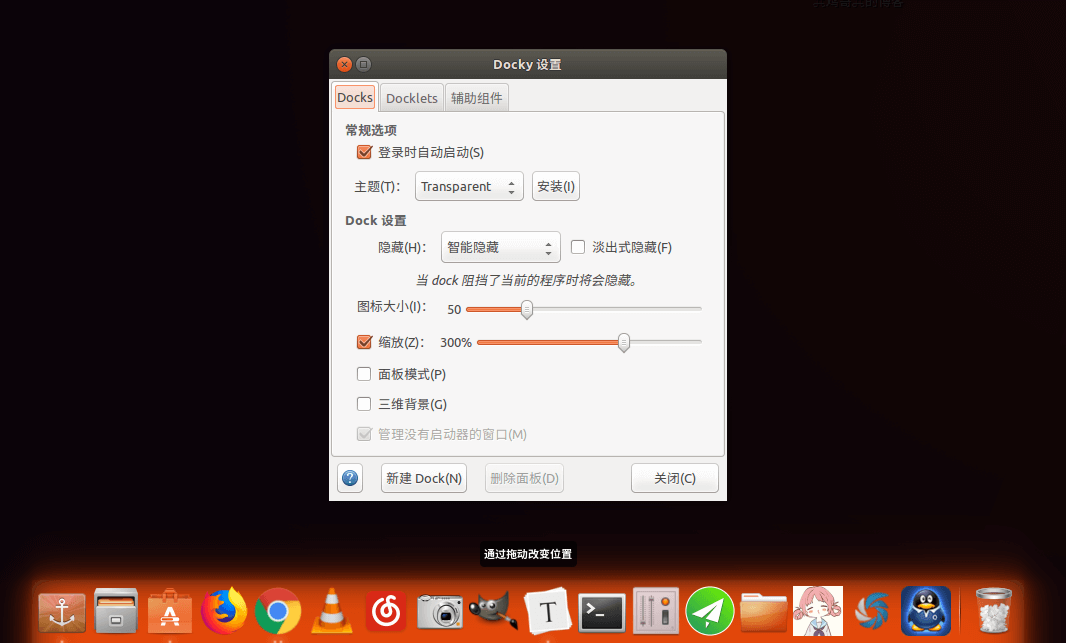 Docky 设置
Docks Docklets 辅助组件
常规选项
登录时自动启动(S)
主题(T): Transparent 安装(I)
Dock 设置
隐藏(H): 智能隐藏 淡出式隐藏(F)
当 dock 阻挡了当前的程序时将会隐藏。
图标大小(I): 50
缩放(Z): 300%
面板模式(P)
三维背景(G)
管理没有启动器的窗口(M)
? 新建 Dock(N) 删除面板(D) 关闭(C)
通过拖动改变位置
A
T
>_